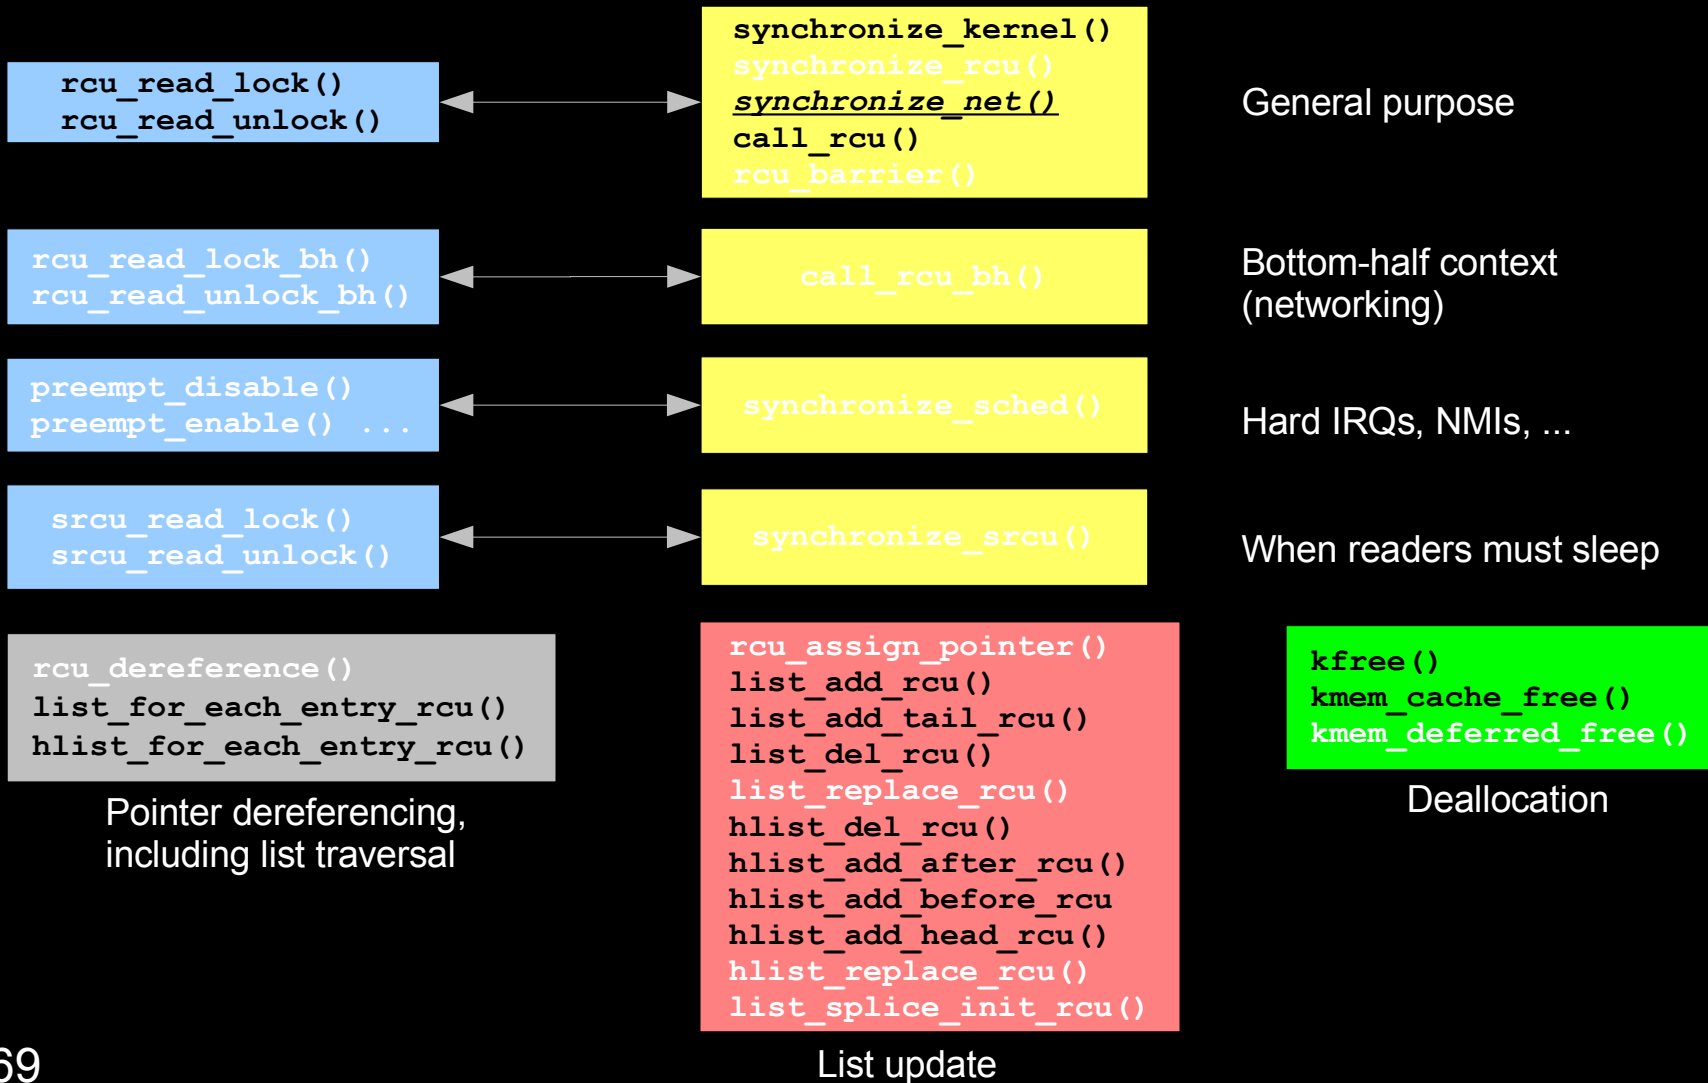 rcu_read_lock()
rcu_read_unlock()
synchronize_kernel()
synchronize_rcu()
synchronize_net()
call_rcu()
rcu_barrier()
General purpose
rcu_read_lock_bh()
rcu_read_unlock_bh()
call_rcu_bh()
Bottom-half context
(networking)
preempt_disable()
preempt_enable() ...
synchronize_sched()
Hard IRQs, NMIs, ...
srcu_read_lock()
srcu_read_unlock()
synchronize_srcu()
When readers must sleep
rcu_dereference()
list_for_each_entry_rcu()
hlist_for_each_entry_rcu()
Pointer dereferencing,
including list traversal
rcu_assign_pointer()
list_add_rcu()
list_add_tail_rcu()
list_del_rcu()
list_replace_rcu()
hlist_del_rcu()
hlist_add_after_rcu()
hlist_add_before_rcu
hlist_add_head_rcu()
hlist_replace_rcu()
list_splice_init_rcu()
List update
kfree()
kmem_cache_free()
kmem_deferred_free()
Deallocation
69